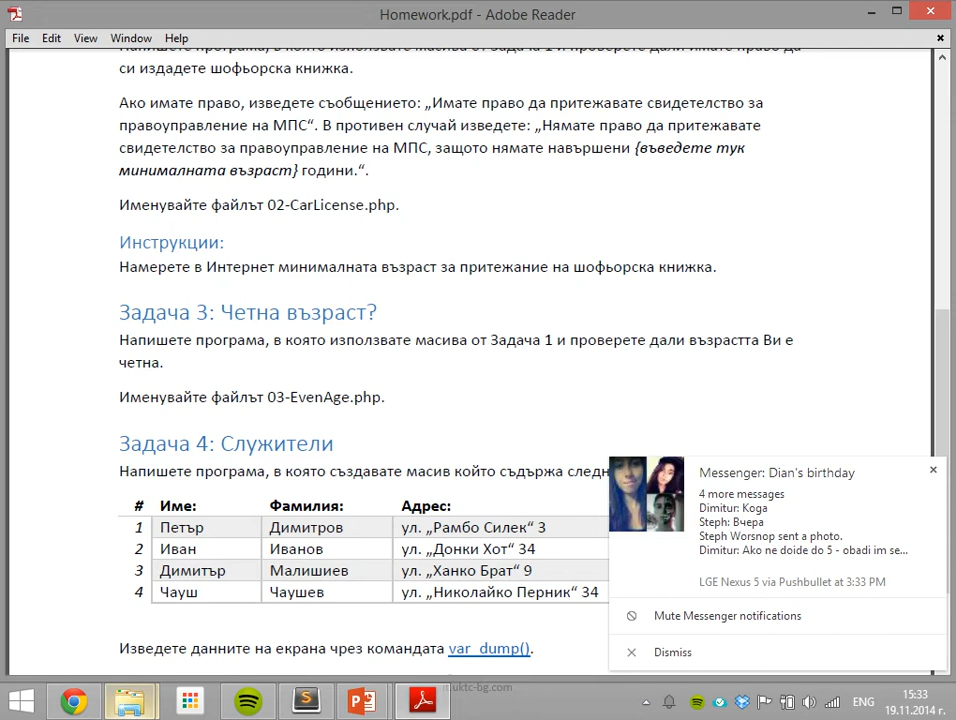 Homework.pdf - Adobe Reader
File Edit View Window Help
си издадете шофьорска книжка.
Ако имате право, изведете съобщението: „Имате право да притежавате свидетелство за
правоуправление на МПС“. В противен случай изведете: „Нямате право да притежавате
свидетелство за правоуправление на МПС, защото нямате навършени {въведете тук
минималната възраст} години.“.
Именувайте файлът 02-CarLicense.php.
Инструкции:
Намерете в Интернет минималната възраст за притежание на шофьорска книжка.
Задача 3: Четна възраст?
Напишете програма, в която използвате масива от Задача 1 и проверете дали възрастта Ви е
четна.
Именувайте файлът 03-EvenAge.php.
Задача 4: Служители
Напишете програма, в която създавате масив който съдържа следн
# Име: Фамилия: Адрес:
1 Петър Димитров ул. „Рамбо Силек“ 3
2 Иван Иванов ул. „Донки Хот“ 34
3 Димитър Малишиев ул. „Ханко Брат“ 9
4 Чауш Чаушев ул. „Николайко Перник“ 34
Изведете данните на екрана чрез командата var_dump().
Messenger: Dian's birthday
4 more messages
Dimitur: Koga
Steph: Вчера
Steph Worsnop sent a photo.
Dimitur: Ako ne doide do 5 - obadi im se...
LGE Nexus 5 via Pushbullet at 3:33 PM
Mute Messenger notifications
Dismiss
it.uktc-bg.com
ENG
15:33
19.11.2014 г.